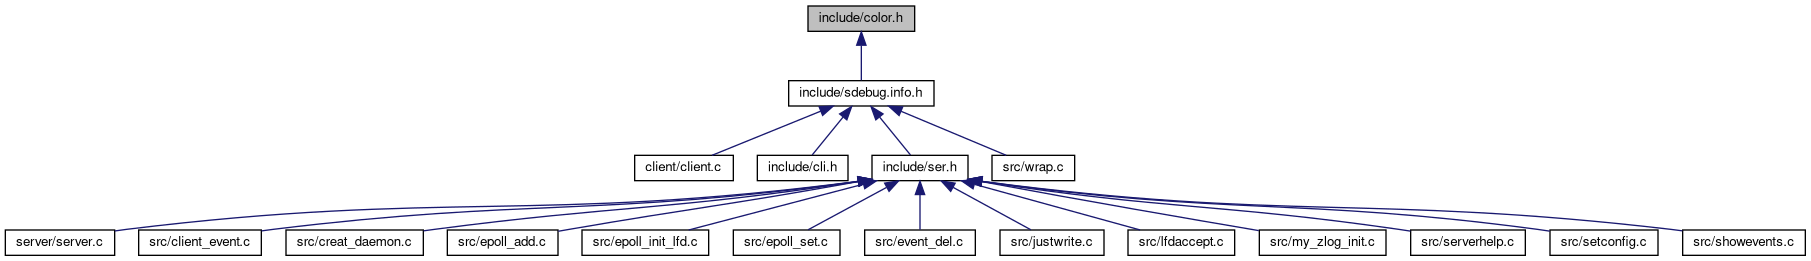 include/color.h
include/sdebug.info.h
client/client.c
include/cli.h
include/ser.h
src/wrap.c
server/server.c
src/client_event.c
src/creat_daemon.c
src/epoll_add.c
src/epoll_init_lfd.c
src/epoll_set.c
src/event_del.c
src/justwrite.c
src/lfdaccept.c
src/my_zlog_init.c
src/serverhelp.c
src/setconfig.c
src/showevents.c